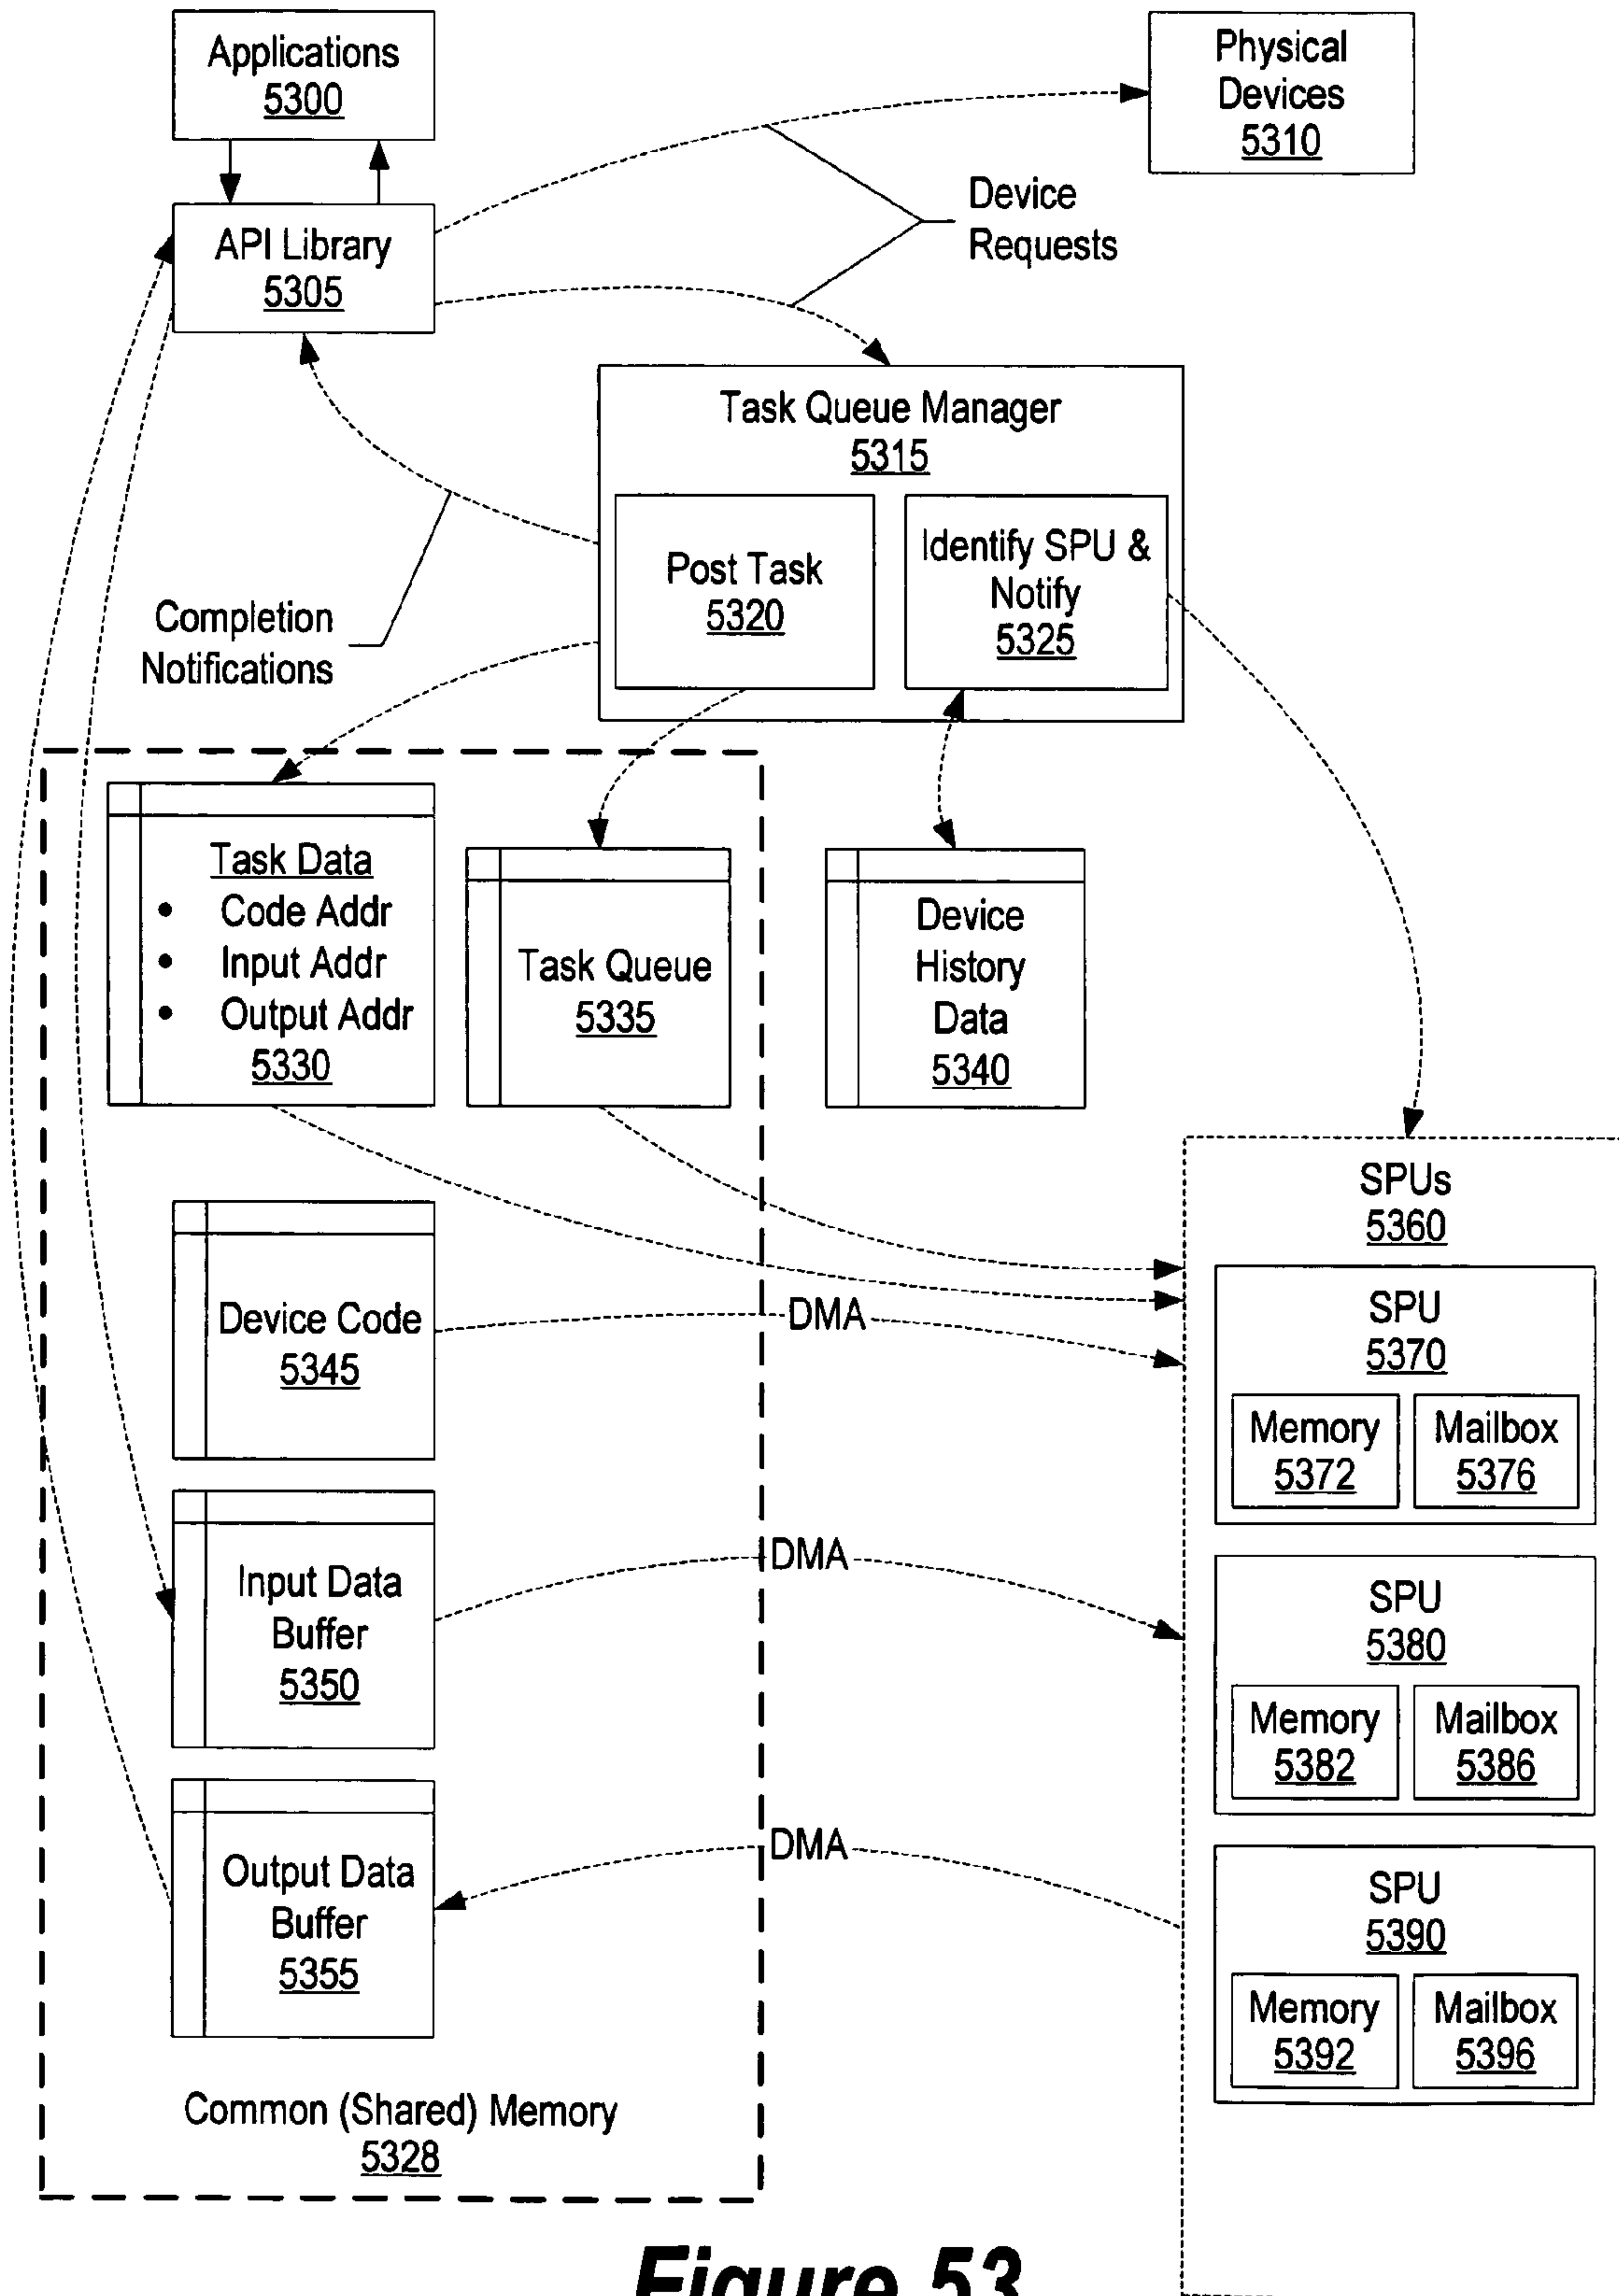 Applications
5300
Physical
Devices
5310
API Library
5305
Device
Requests
Task Queue Manager
5315
Post Task
5320
Identify SPU &
Notify
5325
Completion
Notifications
Task Data
• Code Addr
• Input Addr
• Output Addr
5330
Task Queue
5335
Device
History
Data
5340
SPUs
5360
Device Code
5345
DMA
SPU
5370
Memory
5372
Mailbox
5376
Input Data
Buffer
5350
DMA
SPU
5380
Memory
5382
Mailbox
5386
Output Data
Buffer
5355
DMA
SPU
5390
Memory
5392
Mailbox
5396
Common (Shared) Memory
5328
Figure 53